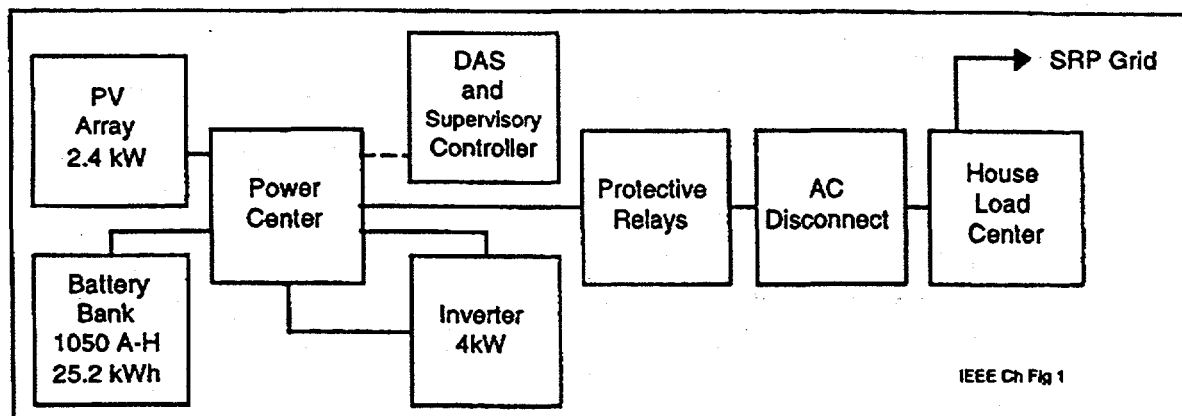 PV
Array
2.4 kW
DAS
and
Supervisory
Controller
SRP Grid
Power
Center
Protective
Relays
AC
Disconnect
House
Load
Center
Battery
Bank
1050 A-H
25.2 kWh
Inverter
4kW
IEEE Ch Fig 1